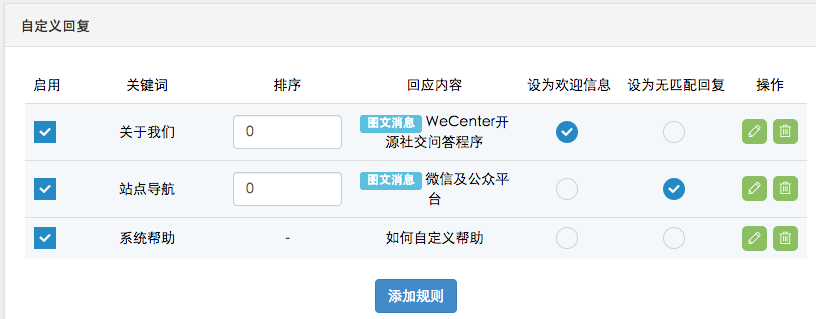 自定义回复
启用 关键词 排序 回应内容 设为欢迎信息 设为无匹配回复 操作
关于我们 0 图文消息 WeCenter开
源社交问答程序
站点导航 0 图文消息 微信及公众平
台
系统帮助 - 如何自定义帮助
添加规则